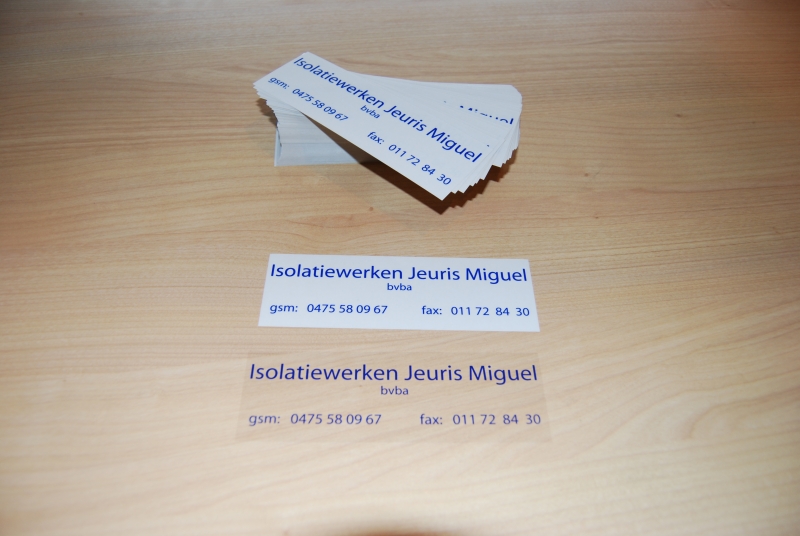 Isolatiewerken Jeuris Miguel
bvba
gsm: 0475 58 09 67 fax: 011 72 84 30
Miguel
Isolatiewerken Jeuris Miguel
bvba
gsm: 0475 58 09 67 fax: 011 72 84 30
Isolatiewerken Jeuris Miguel
bvba
gsm: 0475 58 09 67 fax: 011 72 84 30